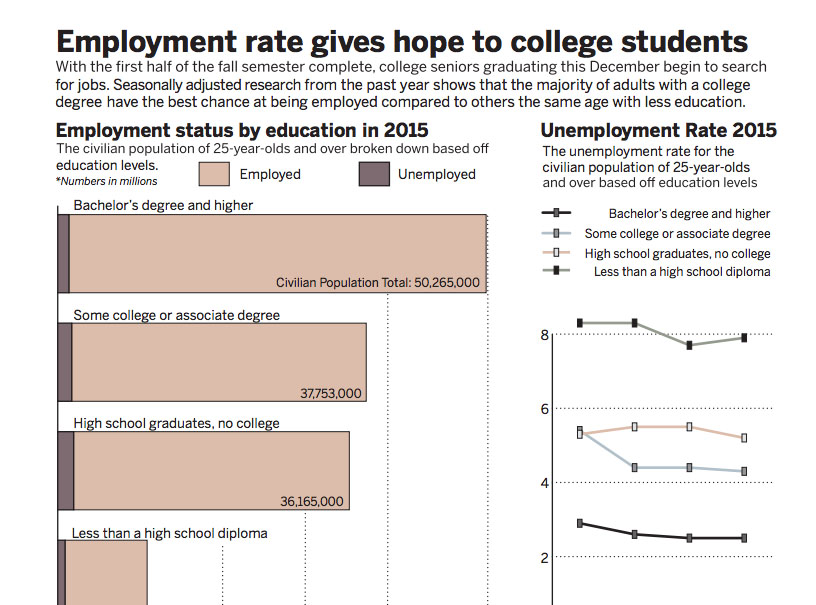 Employment rate gives hope to college students
With the first half of the fall semester complete, college seniors graduating this December begin to search
for jobs. Seasonally adjusted research from the past year shows that the majority of adults with a college
degree have the best chance at being employed compared to others the same age with less education.
Employment status by education in 2015
The civilian population of 25-year-olds and over broken down based off
education levels.
*Numbers in millions
Employed
Unemployed
Bachelor's degree and higher
Civilian Population Total: 50,265,000
Some college or associate degree
37,753,000
High school graduates, no college
36,165,000
Less than a high school diploma
Unemployment Rate 2015
The unemployment rate for the
civilian population of 25-year-olds
and over based off education levels
Bachelor's degree and higher
Some college or associate degree
High school graduates, no college
Less than a high school diploma
8
6
4
2